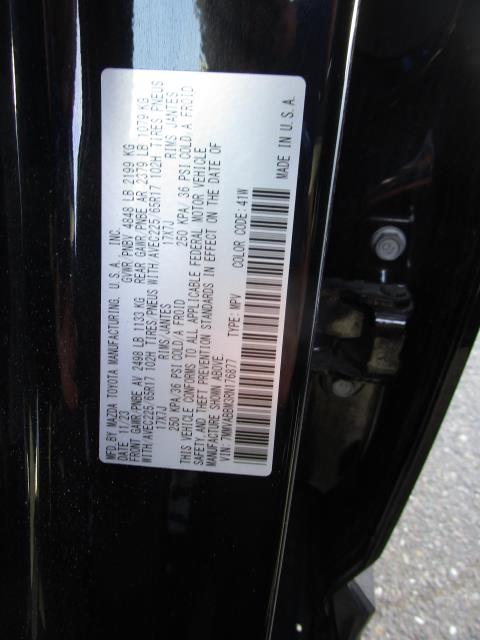 MFD. BY MAZDA TOYOTA MANUFACTURING, U.S.A., INC.
DATE 11/23 GVWR/PNBV 4848 LB 2199 KG
FRONT GAWR/PNBE AV 2498 LB 1133 KG REAR GAWR/PNBE AR 2379 LB 1079 KG
WITH/AVEC225/65R17 102H TIRES/PNEUS WITH/AVEC225/65R17 102H TIRES PNEUS
17X7J RIMS/JANTES 17X7J RIMS JANTES
250 KPA/36 PSI COLD/A FROID 250 KPA/36 PSI COLD/A FROID
THIS VEHICLE CONFORMS TO ALL APPLICABLE FEDERAL MOTOR VEHICLE
SAFETY AND THEFT PREVENTION STANDARDS IN EFFECT ON THE DATE OF
MANUFACTURE SHOWN ABOVE.
VIN: TYPE: MPV COLOR CODE: 41W
MADE IN U.S.A.